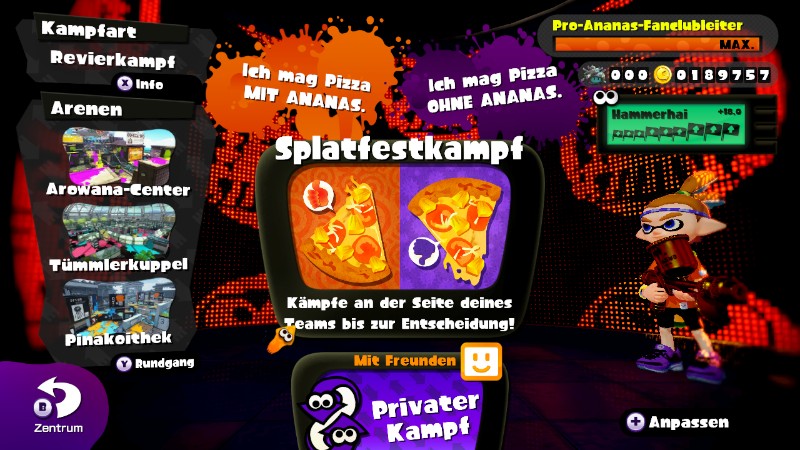 Kampfart
Revierkampf
X Info
Arenen
Arowana-Center
Tümmlerkuppel
Pinakoithek
Y Rundgang
B
Zentrum
Ich mag Pizza
MIT ANANAS.
Ich mag Pizza
OHNE ANANAS.
Splatfestkampf
Kämpfe an der Seite deines
Teams bis zur Entscheidung!
Mit Freunden
Privater
Kampf
Pro-Ananas-Fanclubleiter
MAX.
000 0189757
Hammerhai +18.0
+ Anpassen